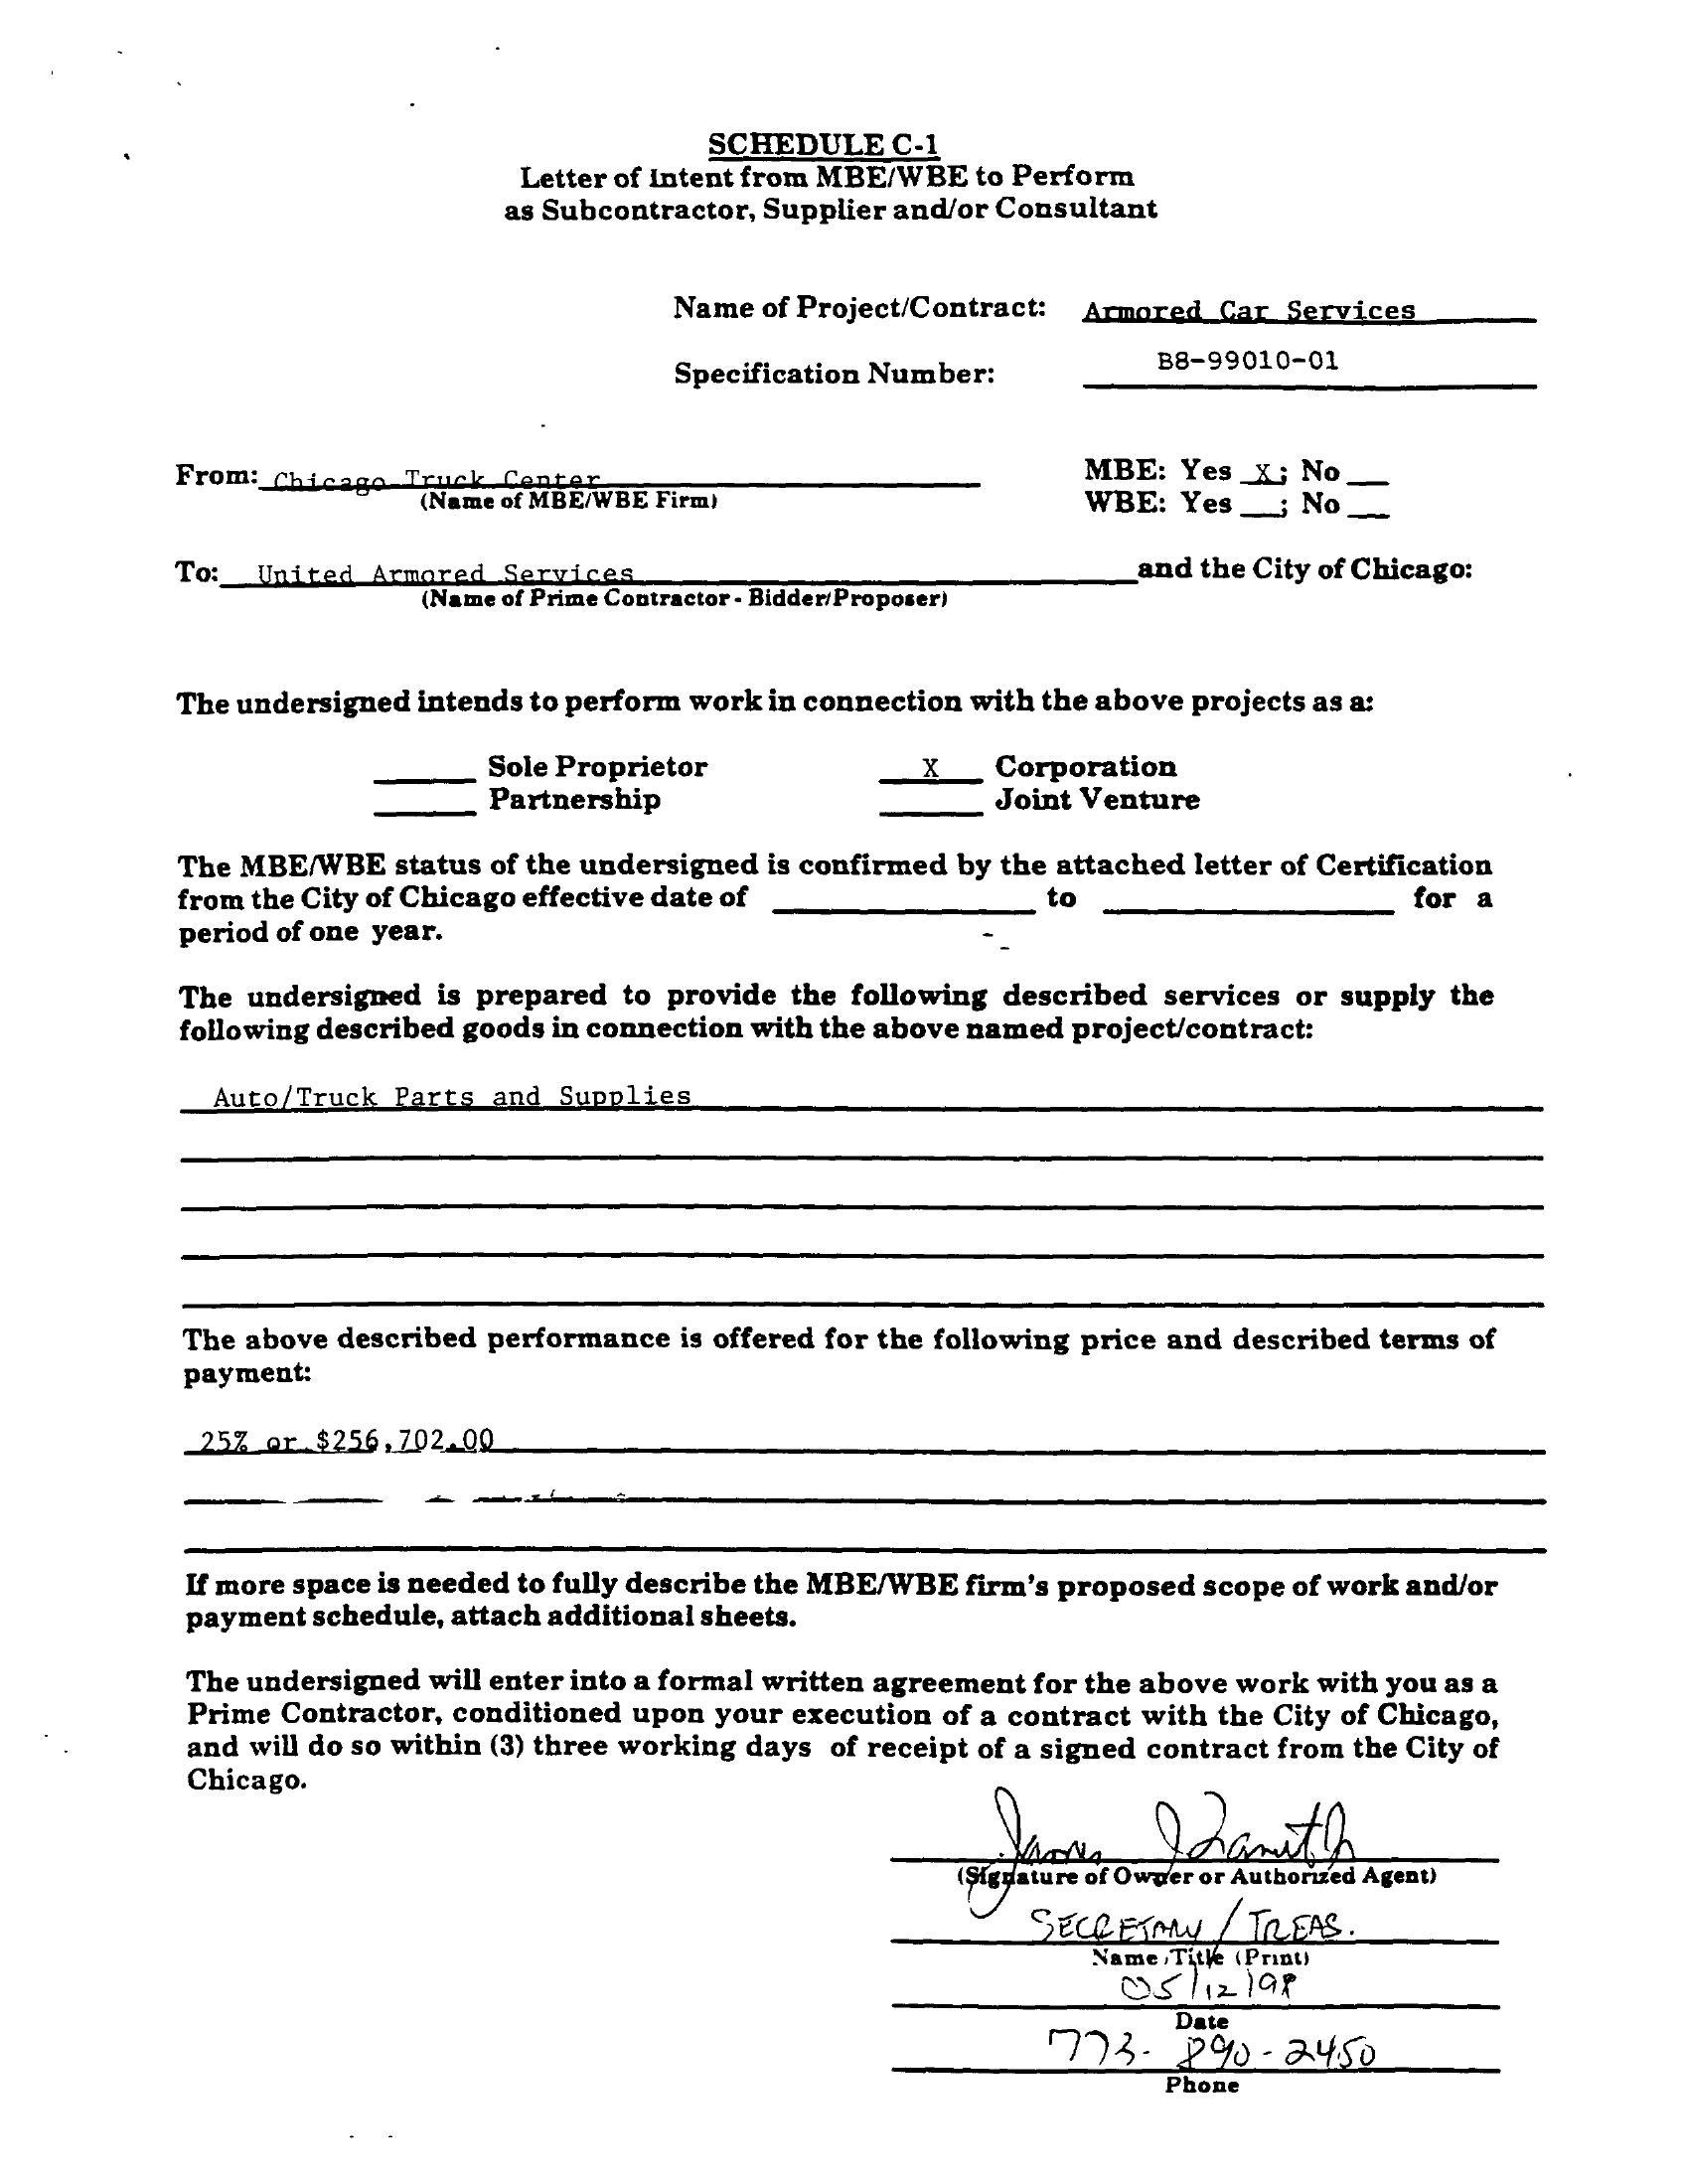 SCHEDULE C-1
Letter of Intent from MBE/WBE to Perform
as Subcontractor, Supplier and/or Consultant
Name of Project/Contract: Armored Car Services
Specification Number: B8-99010-01
From: Chicago Truck Center
(Name of MBE/WBE Firm)
MBE: Yes X; No
WBE: Yes ; No
To: United Armored Services and the City of Chicago:
(Name of Prime Contractor - Bidder/Proposer)
The undersigned intends to perform work in connection with the above projects as a:
Sole Proprietor X Corporation
Partnership Joint Venture
The MBE/WBE status of the undersigned is confirmed by the attached letter of Certification
from the City of Chicago effective date of to for a
period of one year.
The undersigned is prepared to provide the following described services or supply the
following described goods in connection with the above named project/contract:
Auto/Truck Parts and Supplies
The above described performance is offered for the following price and described terms of
payment:
25% or $256,702.00
If more space is needed to fully describe the MBE/WBE firm's proposed scope of work and/or
payment schedule, attach additional sheets.
The undersigned will enter into a formal written agreement for the above work with you as a
Prime Contractor, conditioned upon your execution of a contract with the City of Chicago,
and will do so within (3) three working days of receipt of a signed contract from the City of
Chicago.
James
(Signature of Owner or Authorized Agent)
SECRETARY / TREAS.
Name/Title (Print)
05/12/98
Date
773-890-2450
Phone